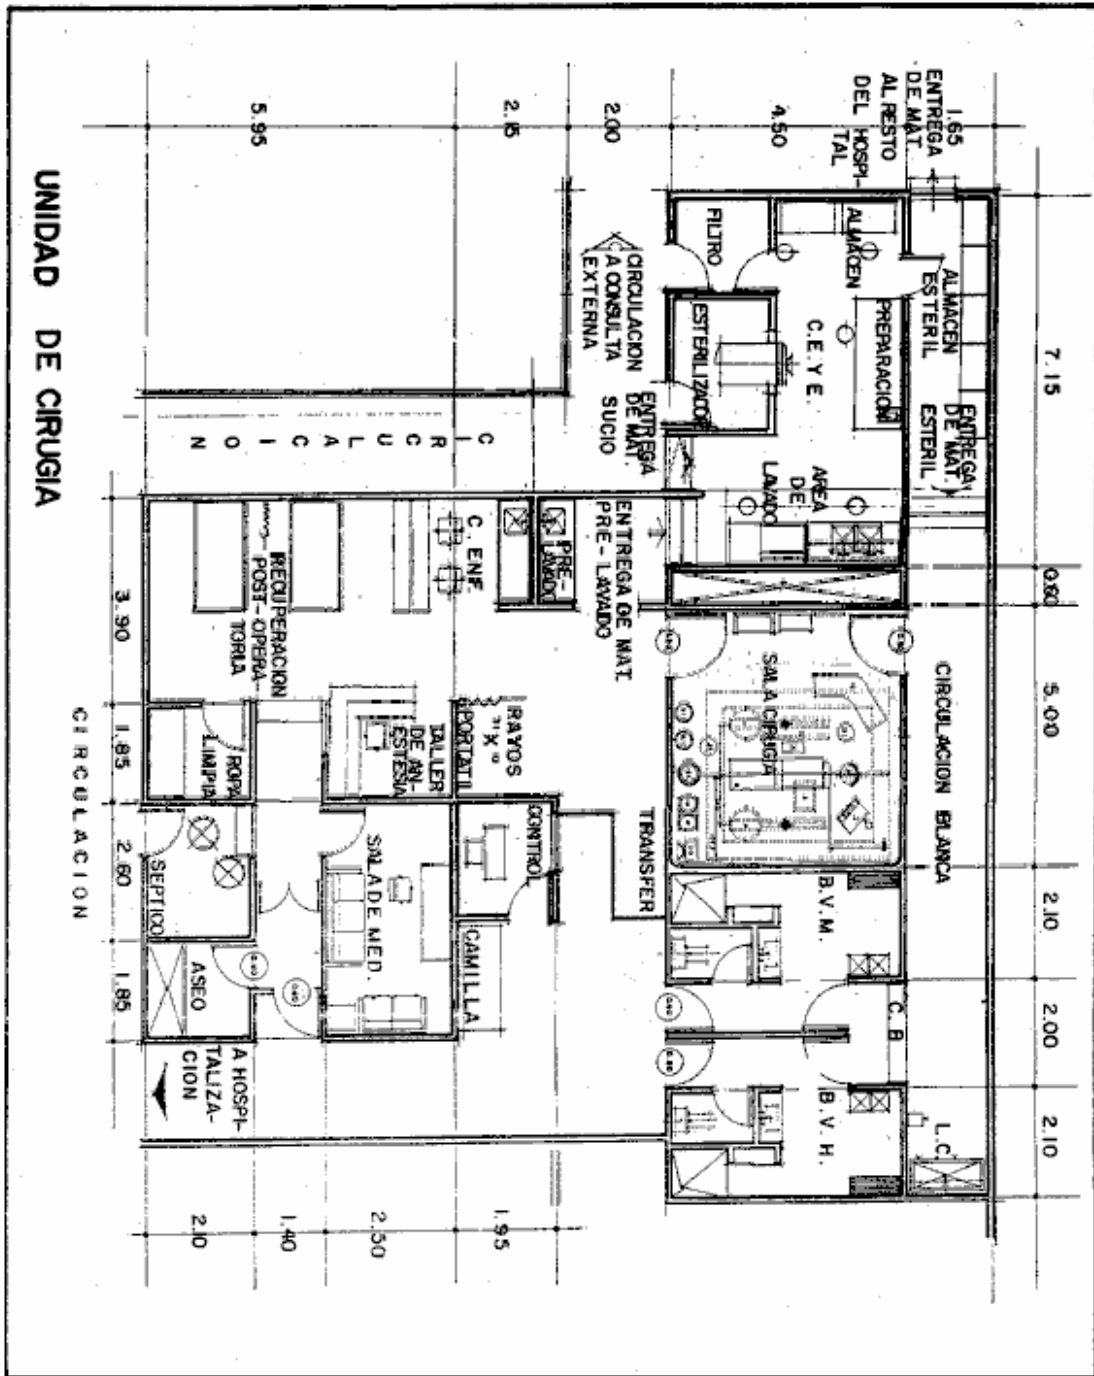 UNIDAD DE CIRUGIA
1.65
4.50
2.00
2.15
5.95
ENTREGA
DE MAT
AL RESTO
DEL HOSPI-
TAL
7.15
0.60
5.00
2.10
2.00
2.10
ALMACEN
ESTERIL
ENTREGA
DE MAT.
ESTERIL
CIRCULACION BLANCA
L.C.
FILTRO
ALMACEN
PREPARACION
C.E.Y E.
ESTERILIZADOR
AREA
DE
LAVADO
SALA CIRUGIA
B.V.M.
C. B
B.V.H.
CIRCULACION
A CONSULTA
EXTERNA
ENTREGA
DE MAT.
SUCIO
ENTREGA DE MAT.
PRE-LAVADO
TRANSFER
CIRCULACION
PRE-
LAVADO
C. ENF.
RAYOS
"X"
PORTATIL
CONTROL
CAMILLA
TALLER
DE AN-
ESTESIA
SALA DE MED.
RECUPERACION
POST-OPERA-
TORIA
ROPA
LIMPIA
SEPTICO
ASEO
A HOSPI-
TALIZA-
CION
3.90
1.85
2.60
1.85
CIRCULACION
1.95
2.50
1.40
2.10